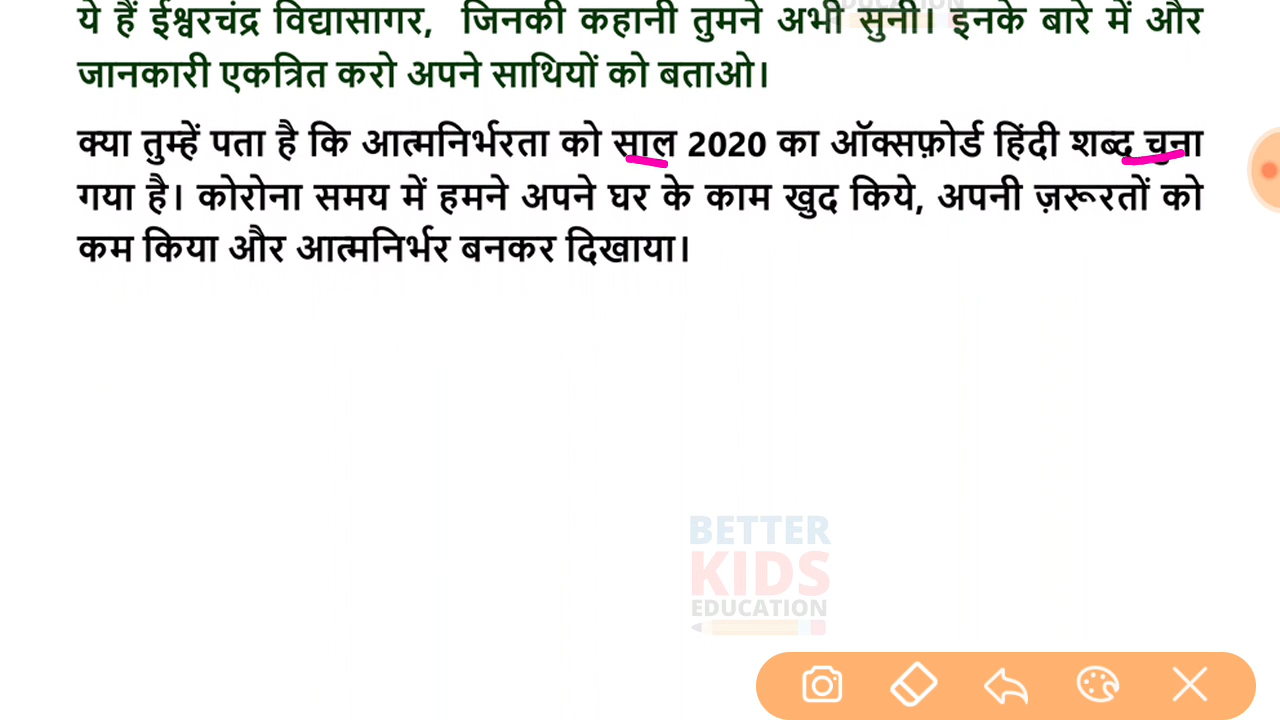 ये हैं ईश्वरचंद्र विद्यासागर, जिनकी कहानी तुमने अभी सुनी। इनके बारे में और
जानकारी एकत्रित करो अपने साथियों को बताओ।
क्या तुम्हें पता है कि आत्मनिर्भरता को साल 2020 का ऑक्सफ़ोर्ड हिंदी शब्द चुना
गया है। कोरोना समय में हमने अपने घर के काम खुद किये, अपनी ज़रूरतों को
कम किया और आत्मनिर्भर बनकर दिखाया।
BETTER
KIDS
EDUCATION